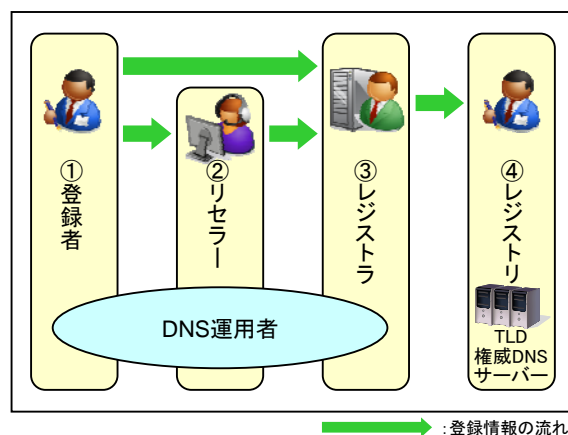 ①登録者
②リセラー
③レジストラ
④レジストリ
DNS運用者
TLD
権威DNS
サーバー
:登録情報の流れ